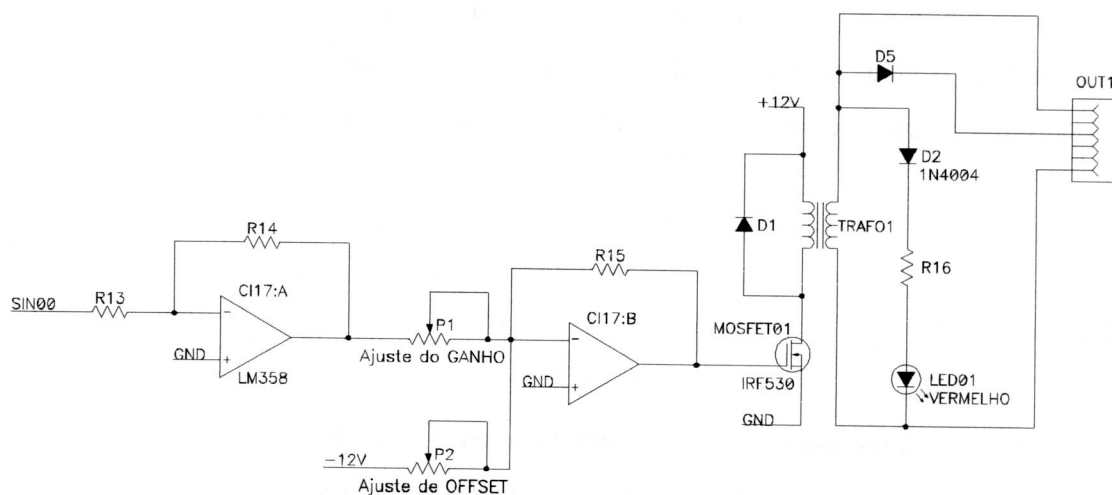 D5
OUT1
+12V
D2
1N4004
D1
TRAFO1
R14
R15
R16
SIN00
R13
CI17:A
P1
CI17:B
MOSFET01
GND
Ajuste do GANHO
LM358
GND
IRF530
LED01
VERMELHO
GND
-12V
P2
Ajuste de OFFSET